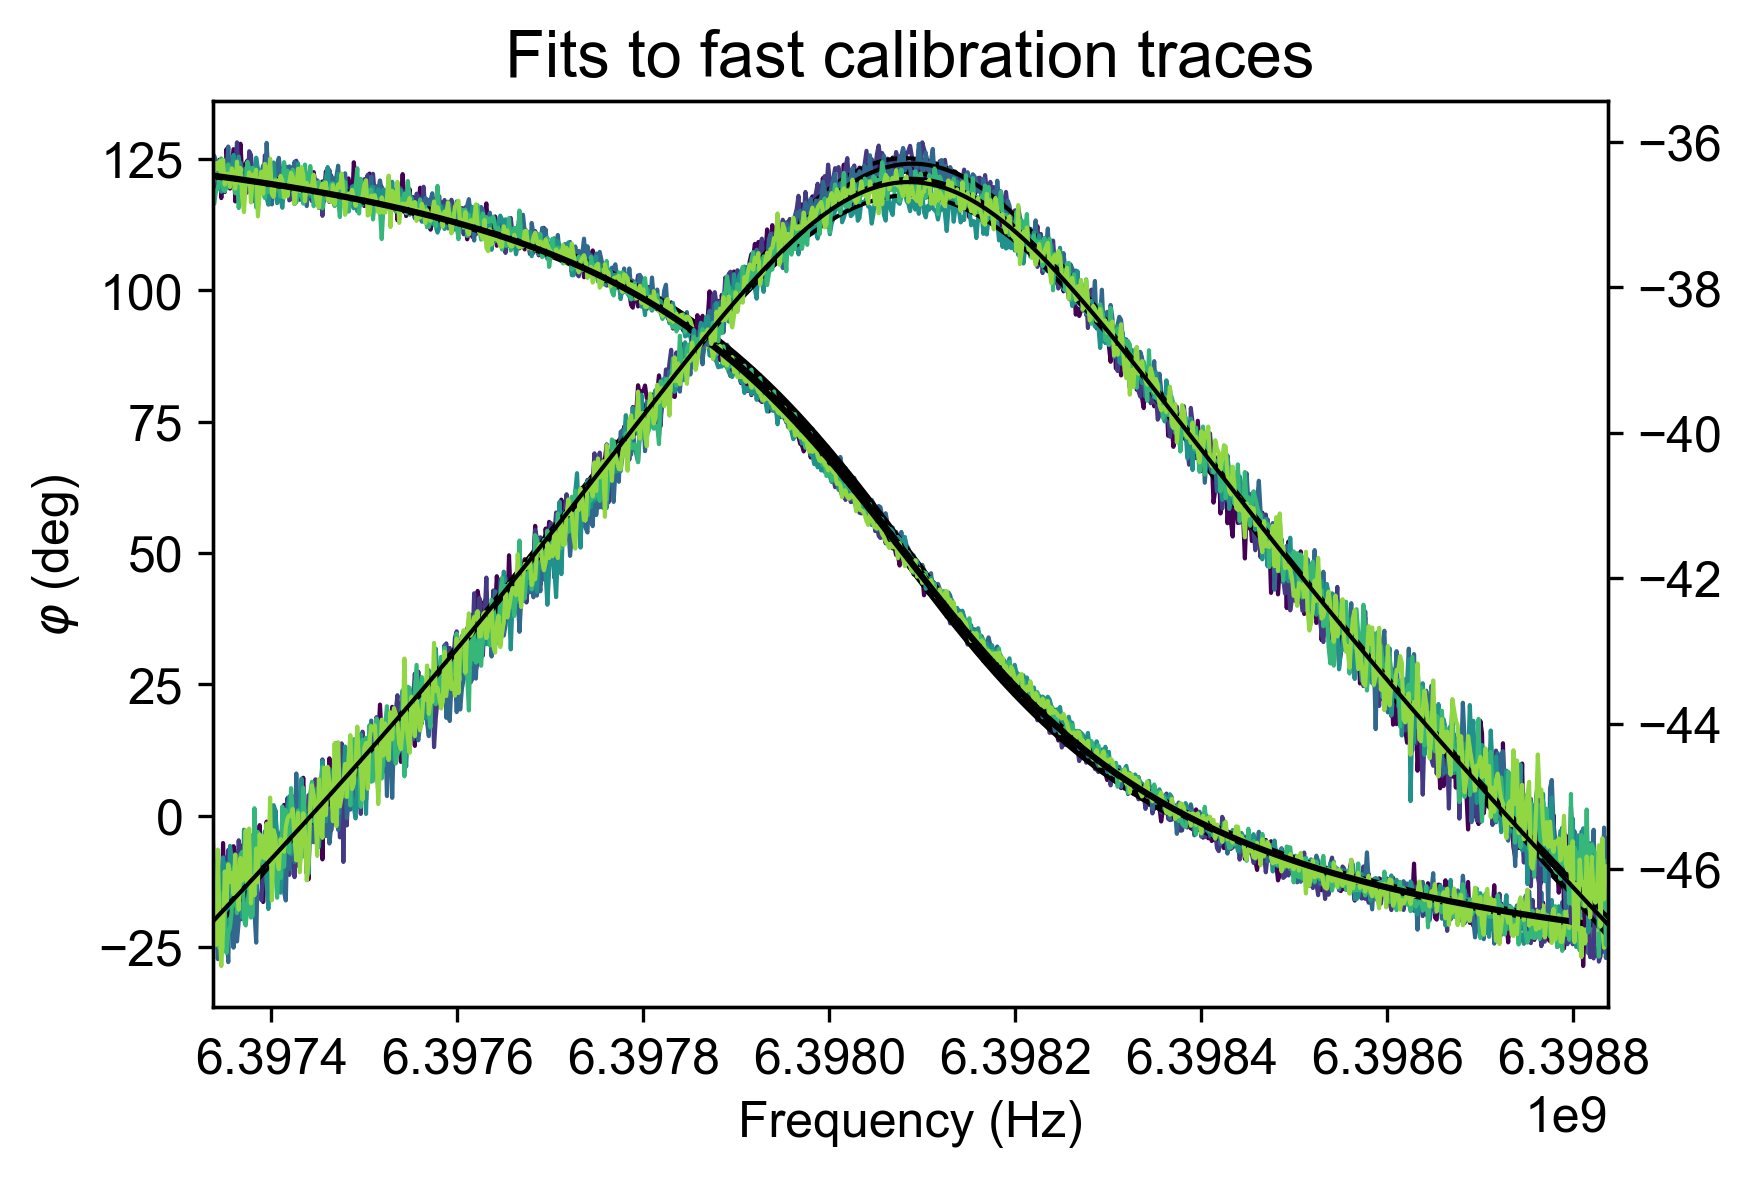 Fits to fast calibration traces
φ (deg)
125
100
75
50
25
0
−25
−36
−38
−40
−42
−44
−46
6.3974 6.3976 6.3978 6.3980 6.3982 6.3984 6.3986 6.3988
1e9
Frequency (Hz)